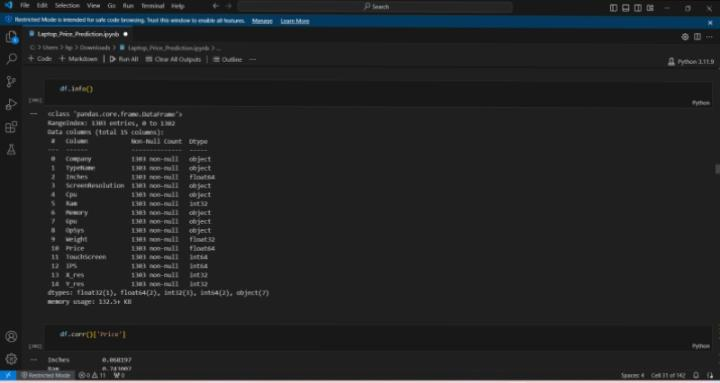 File Edit Selection View Go Run Terminal Help
Search
Restricted Mode is intended for safe code browsing. Trust this window to enable all features. Manage Learn More
Laptop_Price_Prediction.ipynb
C: > Users > hp > Downloads > Laptop_Price_Prediction.ipynb > ...
+ Code + Markdown Run All Clear All Outputs Outline ...
Python 3.11.9
df.info()
Python
<class 'pandas.core.frame.DataFrame'>
RangeIndex: 1303 entries, 0 to 1302
Data columns (total 15 columns):
# Column Non-Null Count Dtype
--- ------ -------------- -----
0 Company 1303 non-null object
1 TypeName 1303 non-null object
2 Inches 1303 non-null float64
3 ScreenResolution 1303 non-null object
4 Cpu 1303 non-null object
5 Ram 1303 non-null int32
6 Memory 1303 non-null object
7 Gpu 1303 non-null object
8 OpSys 1303 non-null object
9 Weight 1303 non-null float32
10 Price 1303 non-null float64
11 TouchScreen 1303 non-null int64
12 IPS 1303 non-null int64
13 X_res 1303 non-null int32
14 Y_res 1303 non-null int32
dtypes: float32(1), float64(2), int32(3), int64(2), object(7)
memory usage: 132.5+ KB
df.corr()['Price']
Python
Inches 0.068197
Ram 0.743007
Restricted Mode 0 11 0
Spaces: 4 Cell 31 of 142